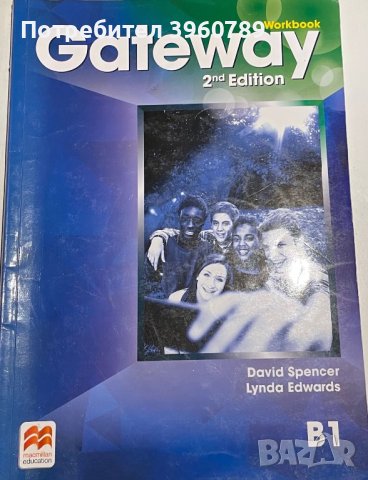 Потребител 3960789
Workbook
Gateway
2nd Edition
David Spencer
Lynda Edwards
B1
macmillan
education
BAZAR